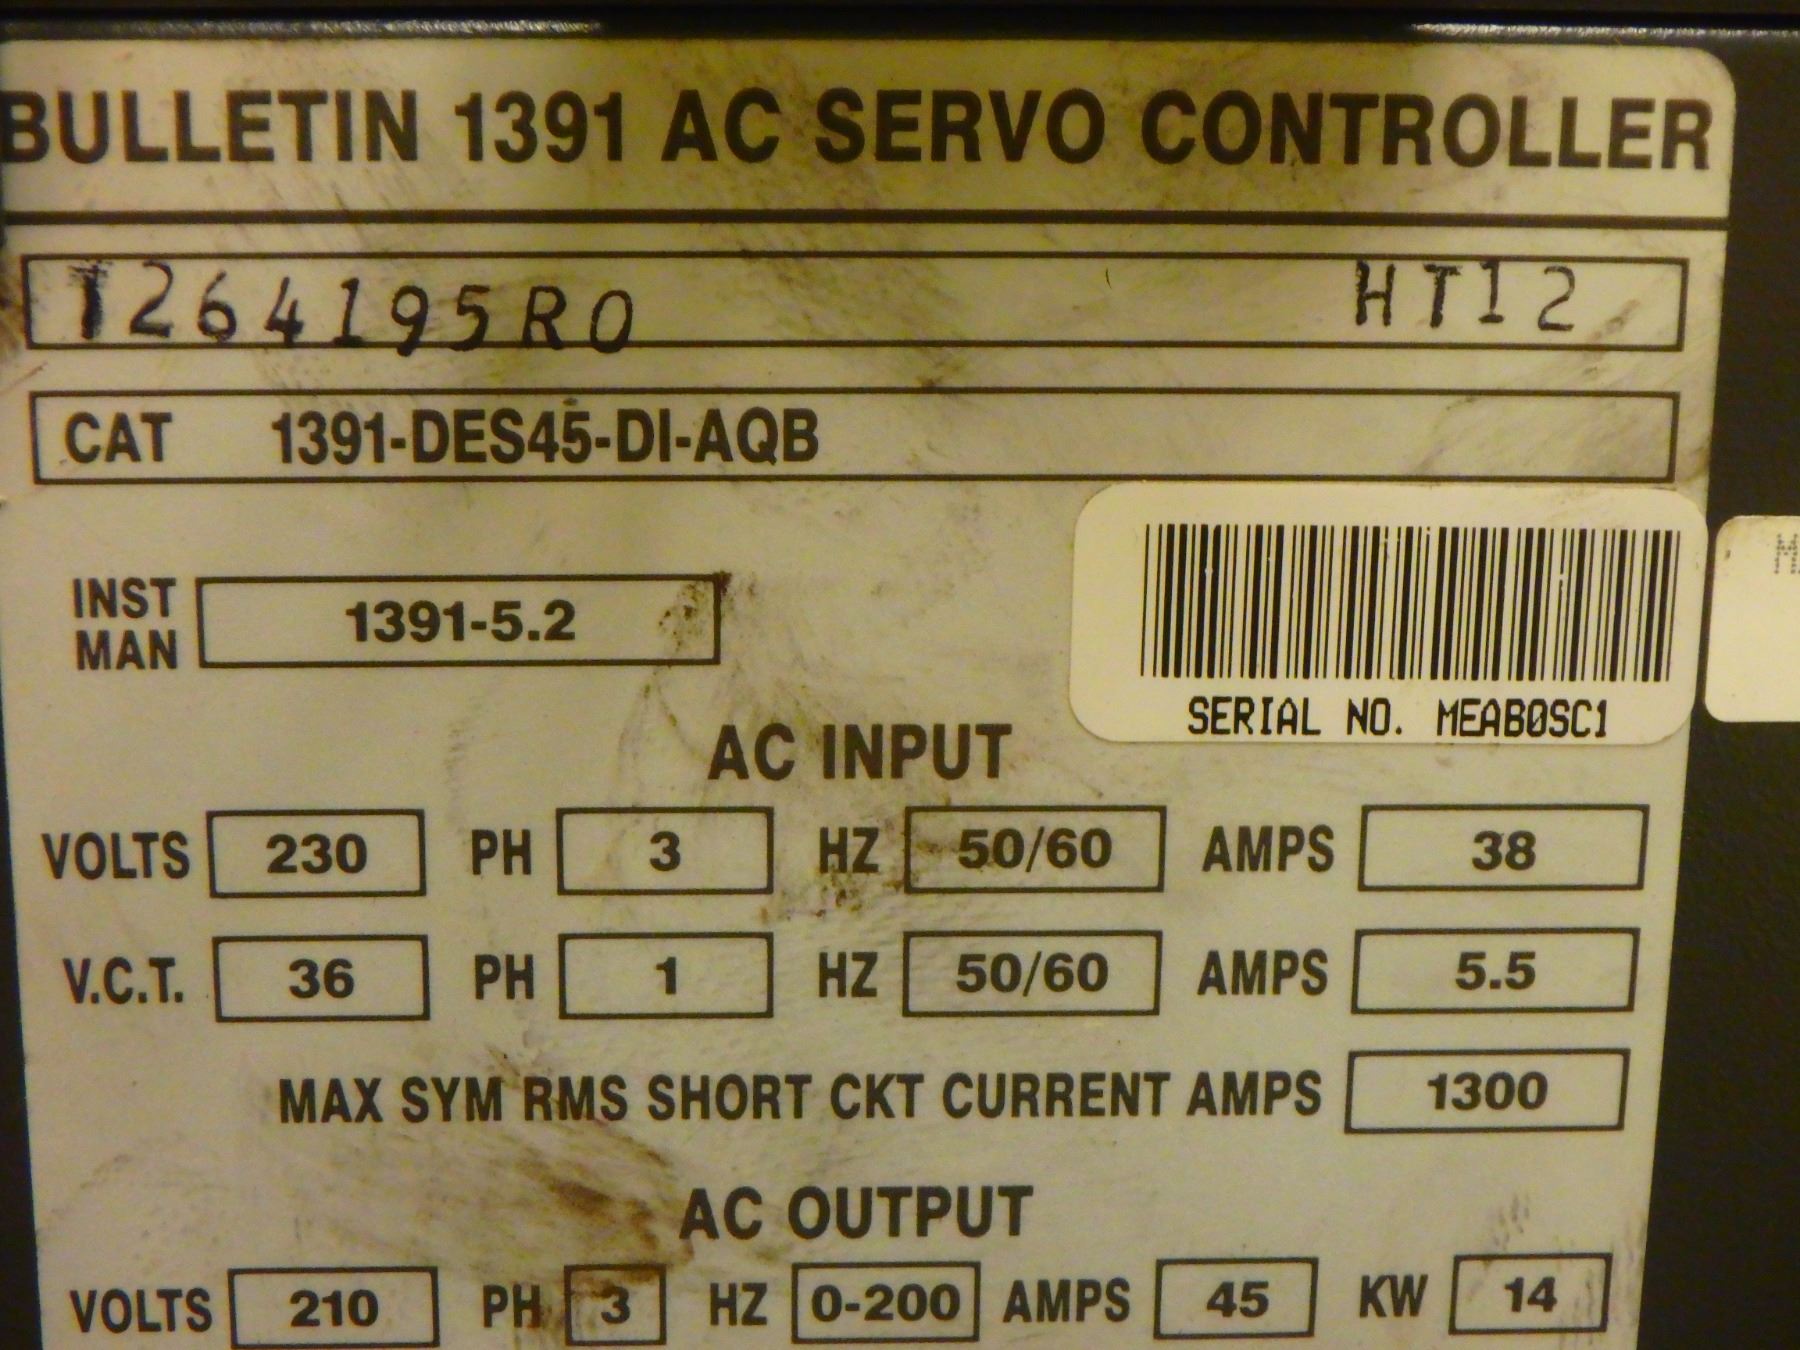 BULLETIN 1391 AC SERVO CONTROLLER
1264195R0 HT12
CAT 1391-DES45-DI-AQB
INST MAN 1391-5.2
SERIAL NO. MEAB0SC1
AC INPUT
VOLTS 230 PH 3 HZ 50/60 AMPS 38
V.C.T. 36 PH 1 HZ 50/60 AMPS 5.5
MAX SYM RMS SHORT CKT CURRENT AMPS 1300
AC OUTPUT
VOLTS 210 PH 3 HZ 0-200 AMPS 45 KW 14